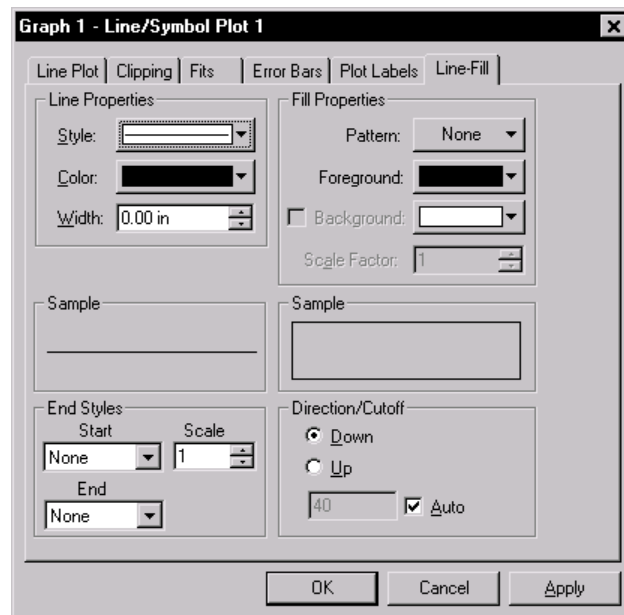 Graph 1 - Line/Symbol Plot 1
Line Plot Clipping Fits Error Bars Plot Labels Line-Fill
Line Properties
Style:
Color:
Width: 0.00 in
Fill Properties
Pattern: None
Foreground:
Background:
Scale Factor: 1
Sample
Sample
End Styles
Start Scale
None 1
End
None
Direction/Cutoff
Down
Up
40 Auto
OK Cancel Apply